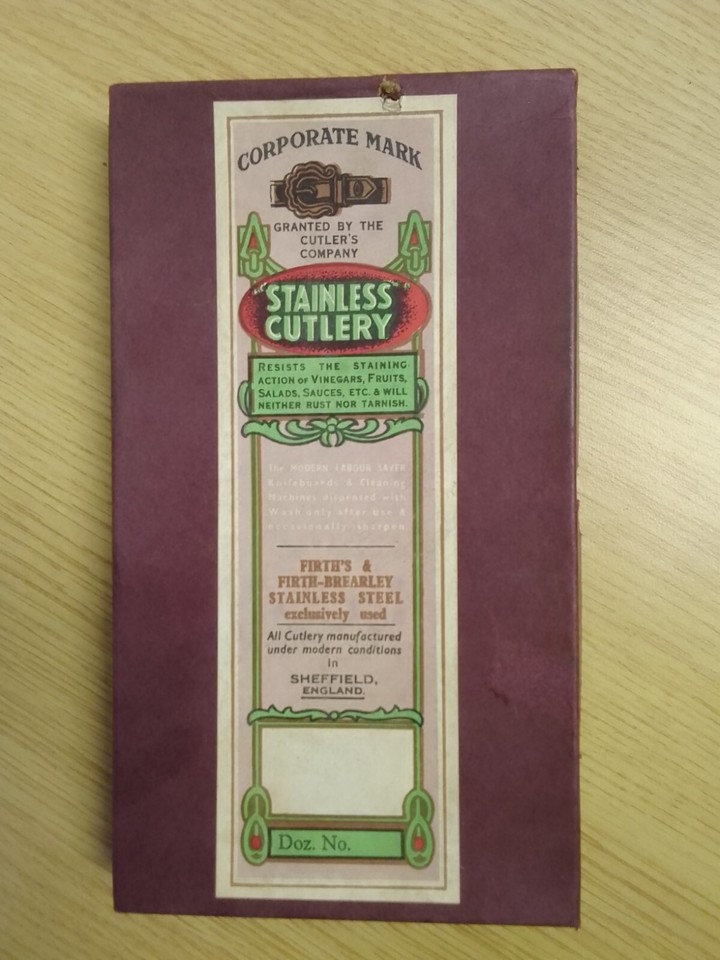 CORPORATE MARK
GRANTED BY THE
CUTLER'S
COMPANY
"STAINLESS"
CUTLERY
RESISTS THE STAINING
ACTION OF VINEGARS, FRUITS,
SALADS, SAUCES, ETC. & WILL
NEITHER RUST NOR TARNISH.
The MODERN LABOUR SAVER
Knifeboards & Cleaning
Machines dispensed with
Wash only after use &
occasionally sharpen
FIRTH'S &
FIRTH-BREARLEY
STAINLESS STEEL
exclusively used
All Cutlery manufactured
under modern conditions
in
SHEFFIELD,
ENGLAND.
Doz. No.